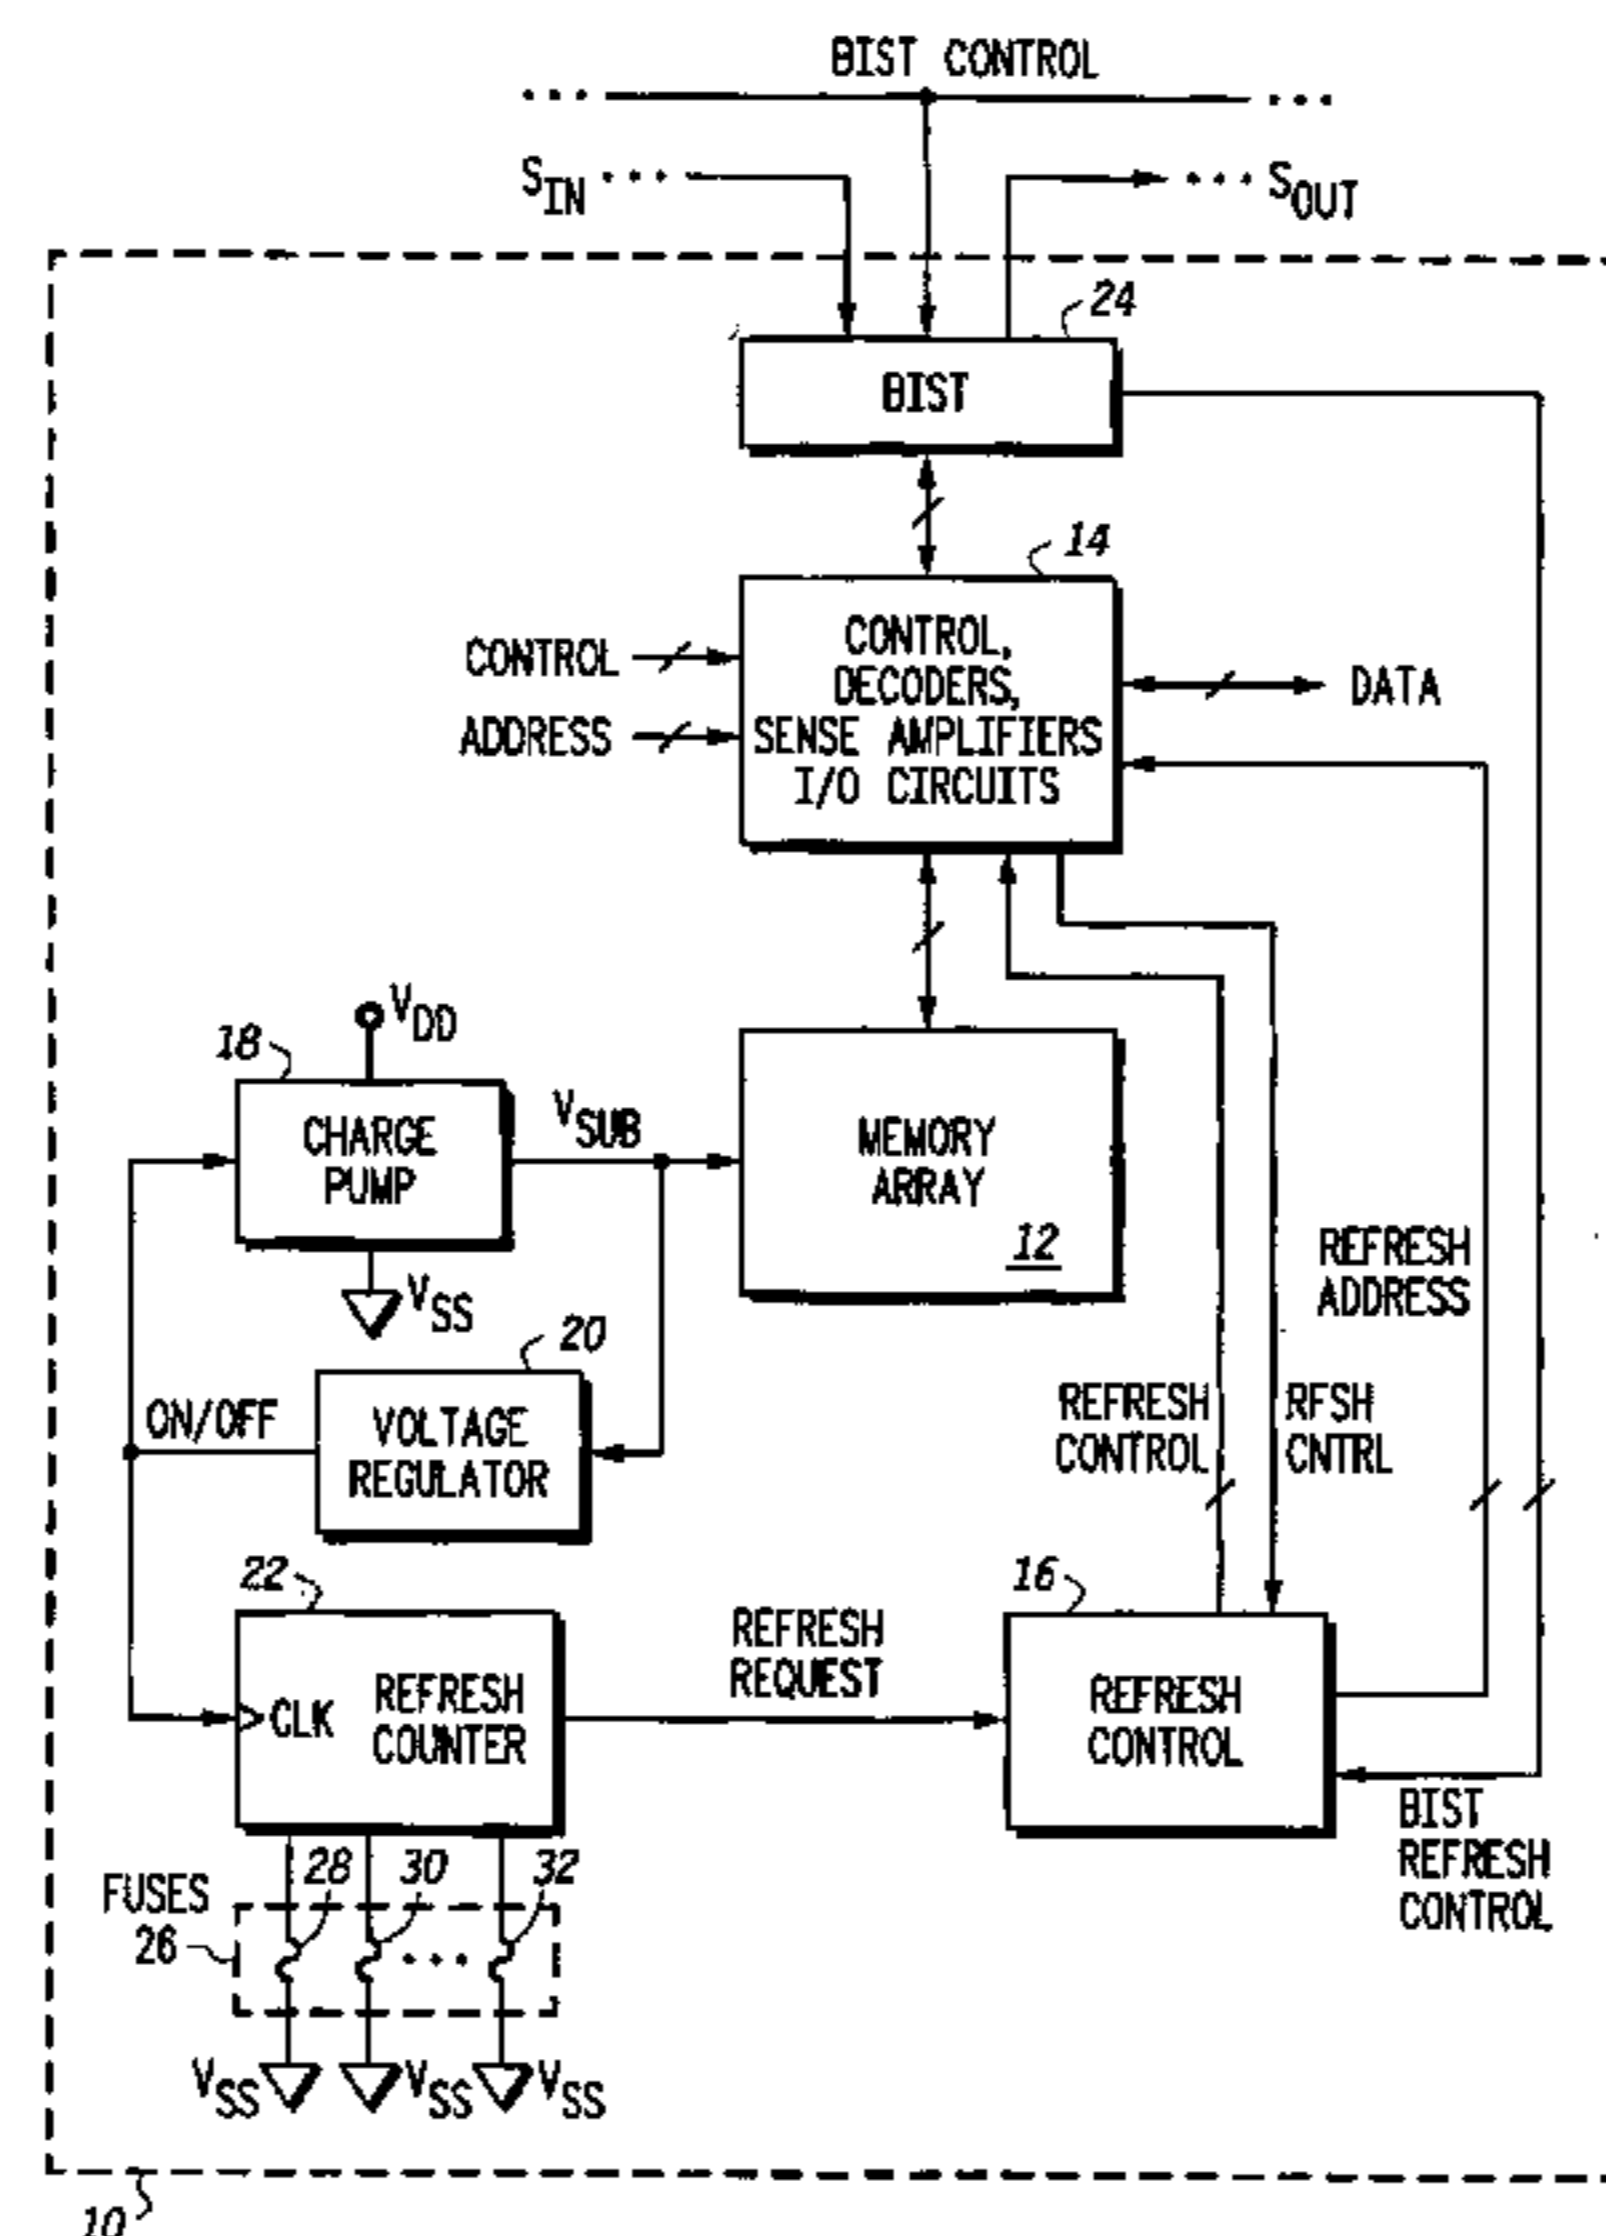 BIST CONTROL
SIN
SOUT
24
BIST
14
CONTROL,
DECODERS,
SENSE AMPLIFIERS
I/O CIRCUITS
CONTROL
ADDRESS
DATA
VDD
18
CHARGE
PUMP
VSUB
MEMORY
ARRAY
12
VSS
20
REFRESH
ADDRESS
ON/OFF
VOLTAGE
REGULATOR
REFRESH
CONTROL
RFSH
CNTRL
22
16
CLK
REFRESH
COUNTER
REFRESH
REQUEST
REFRESH
CONTROL
BIST
REFRESH
CONTROL
28
30
32
FUSES
26
VSS
VSS
VSS
10